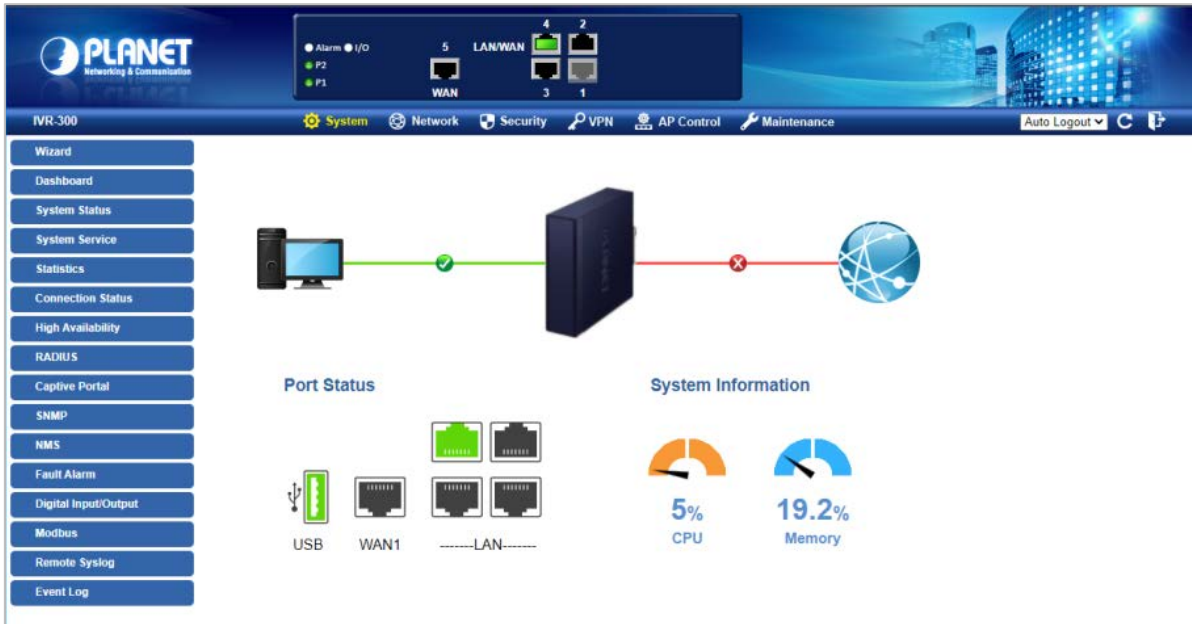 PLANET
Networking & Communication
Alarm I/O
P2
P1
5
WAN
LAN/WAN
4 2
3 1
IVR-300
System Network Security VPN AP Control Maintenance
Auto Logout
Wizard
Dashboard
System Status
System Service
Statistics
Connection Status
High Availability
RADIUS
Captive Portal
SNMP
NMS
Fault Alarm
Digital Input/Output
Modbus
Remote Syslog
Event Log
Port Status
USB WAN1 -------LAN-------
System Information
5% 19.2%
CPU Memory